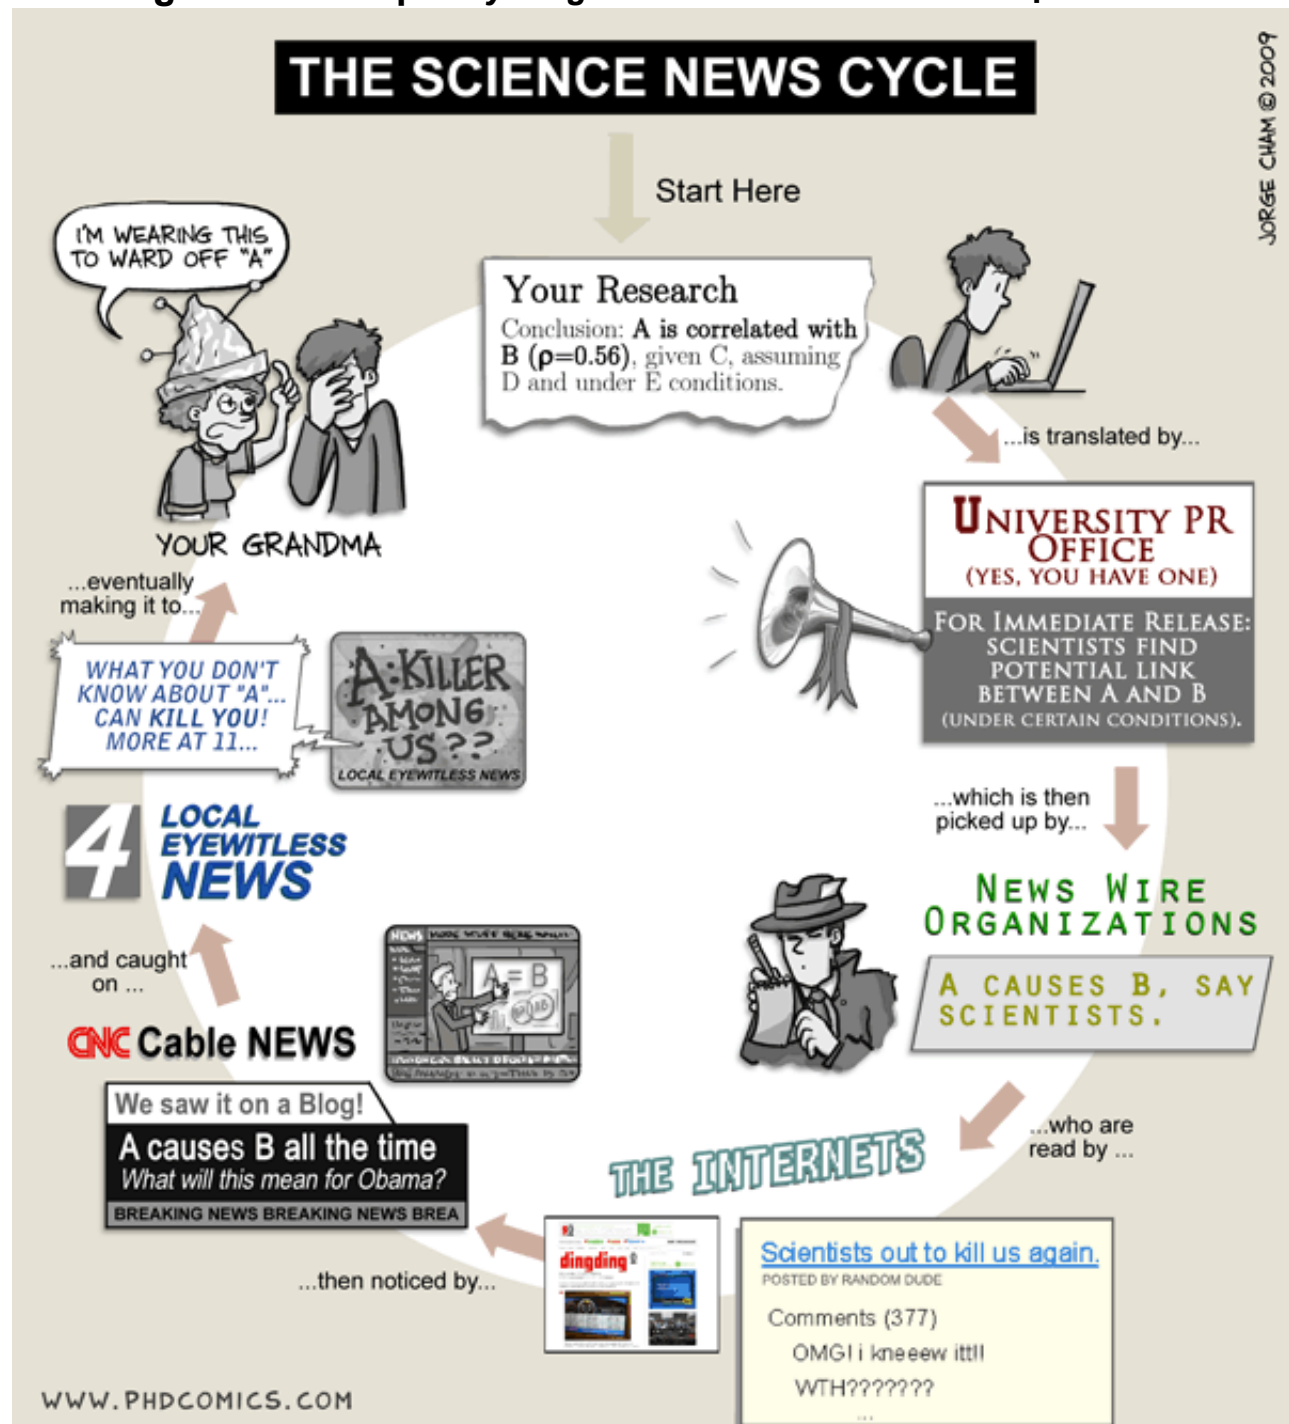 THE SCIENCE NEWS CYCLE
JORGE CHAM © 2009
Start Here
Your Research
Conclusion: A is correlated with
B (ρ=0.56), given C, assuming
D and under E conditions.
...is translated by...
UNIVERSITY PR
OFFICE
(YES, YOU HAVE ONE)
FOR IMMEDIATE RELEASE:
SCIENTISTS FIND
POTENTIAL LINK
BETWEEN A AND B
(UNDER CERTAIN CONDITIONS).
...which is then
picked up by...
NEWS WIRE
ORGANIZATIONS
A CAUSES B, SAY
SCIENTISTS.
...who are
read by ...
THE INTERNETS
dingding
Scientists out to kill us again.
POSTED BY RANDOM DUDE
Comments (377)
OMG! i kneeew itt!!
WTH???????
...
...then noticed by...
We saw it on a Blog!
A causes B all the time
What will this mean for Obama?
BREAKING NEWS BREAKING NEWS BREA
CNC Cable NEWS
NEWS
A = B
...and caught
on ...
4 LOCAL
EYEWITLESS
NEWS
WHAT YOU DON'T
KNOW ABOUT "A"...
CAN KILL YOU!
MORE AT 11...
A-KILLER
AMONG
US??
LOCAL EYEWITLESS NEWS
...eventually
making it to...
YOUR GRANDMA
I'M WEARING THIS
TO WARD OFF "A"
WWW.PHDCOMICS.COM